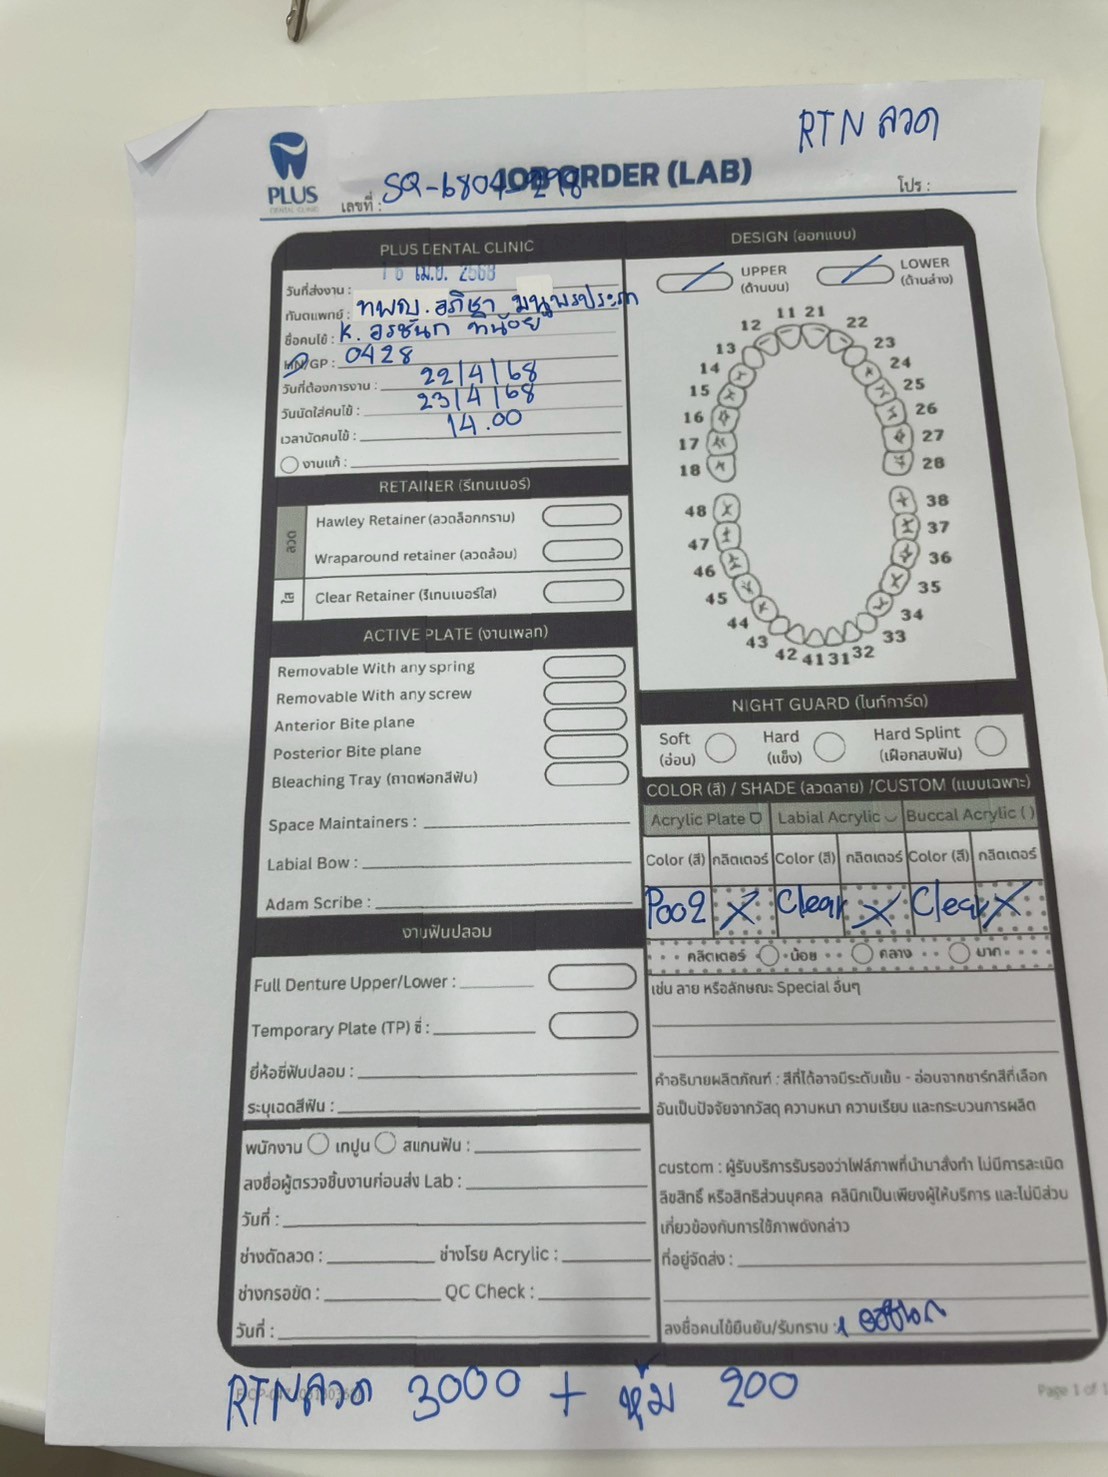 RTN ลวด
PLUS
DENTAL CLINIC
JOB ORDER (LAB)
เลขที่ : SQ-6804-298
โปร :
PLUS DENTAL CLINIC
วันที่ส่งงาน : 16 เม.ย. 2568
ทันตแพทย์ : ทพญ. อภิชา
ชื่อคนไข้ : K. อรชันก ทีน้อย
HN/GP : 0428
วันที่ต้องการงาน : 22/4/68
วันนัดใส่คนไข้ : 23/4/68
เวลานัดคนไข้ : 14.00
งานแก้ :
RETAINER (รีเทนเนอร์)
ลวด
Hawley Retainer (ลวดล็อกกราม)
Wraparound retainer (ลวดล้อม)
ใส
Clear Retainer (รีเทนเนอร์ใส)
ACTIVE PLATE (งานเพลท)
Removable With any spring
Removable With any screw
Anterior Bite plane
Posterior Bite plane
Bleaching Tray (ถาดฟอกสีฟัน)
Space Maintainers :
Labial Bow :
Adam Scribe :
งานฟันปลอม
Full Denture Upper/Lower :
Temporary Plate (TP) ซี่ :
ยี่ห้อซี่ฟันปลอม :
ระบุเฉดสีฟัน :
พนักงาน เทปูน สแกนฟัน :
ลงชื่อผู้ตรวจชิ้นงานก่อนส่ง Lab :
วันที่ :
ช่างดัดลวด : ช่างโรย Acrylic :
ช่างกรอขัด : QC Check :
วันที่ :
DESIGN (ออกแบบ)
UPPER
(ด้านบน)
LOWER
(ด้านล่าง)
11 21
12 22
13 23
14 24
15 25
16 26
17 27
18 28
48 38
47 37
46 36
45 35
44 34
43 33
42 41 31 32
NIGHT GUARD (ไนท์การ์ด)
Soft
(อ่อน)
Hard
(แข็ง)
Hard Splint
(เฝือกสบฟัน)
COLOR (สี) / SHADE (ลวดลาย) /CUSTOM (แบบเฉพาะ)
Acrylic Plate Labial Acrylic Buccal Acrylic ( )
Color (สี) กลิตเตอร์ Color (สี) กลิตเตอร์ Color (สี) กลิตเตอร์
P002 X Clear X Clear X
กลิตเตอร์ น้อย กลาง มาก
เช่น ลาย หรือลักษณะ Special อื่นๆ
คำอธิบายผลิตภัณฑ์ : สีที่ได้อาจมีระดับเข้ม - อ่อนจากชาร์ทสีที่เลือก
อันเป็นปัจจัยจากวัสดุ ความหนา ความเรียบ และกระบวนการผลิต
custom : ผู้รับบริการรับรองว่าไฟล์ภาพที่นำมาสั่งทำ ไม่มีการละเมิด
ลิขสิทธิ์ หรือสิทธิส่วนบุคคล คลินิกเป็นเพียงผู้ให้บริการ และไม่มีส่วน
เกี่ยวข้องกับการใช้ภาพดังกล่าว
ที่อยู่จัดส่ง :
ลงชื่อคนไข้ยืนยัน/รับทราบ :
RTN ลวด 3000 + หุ้ม 200
Page 1 of 1